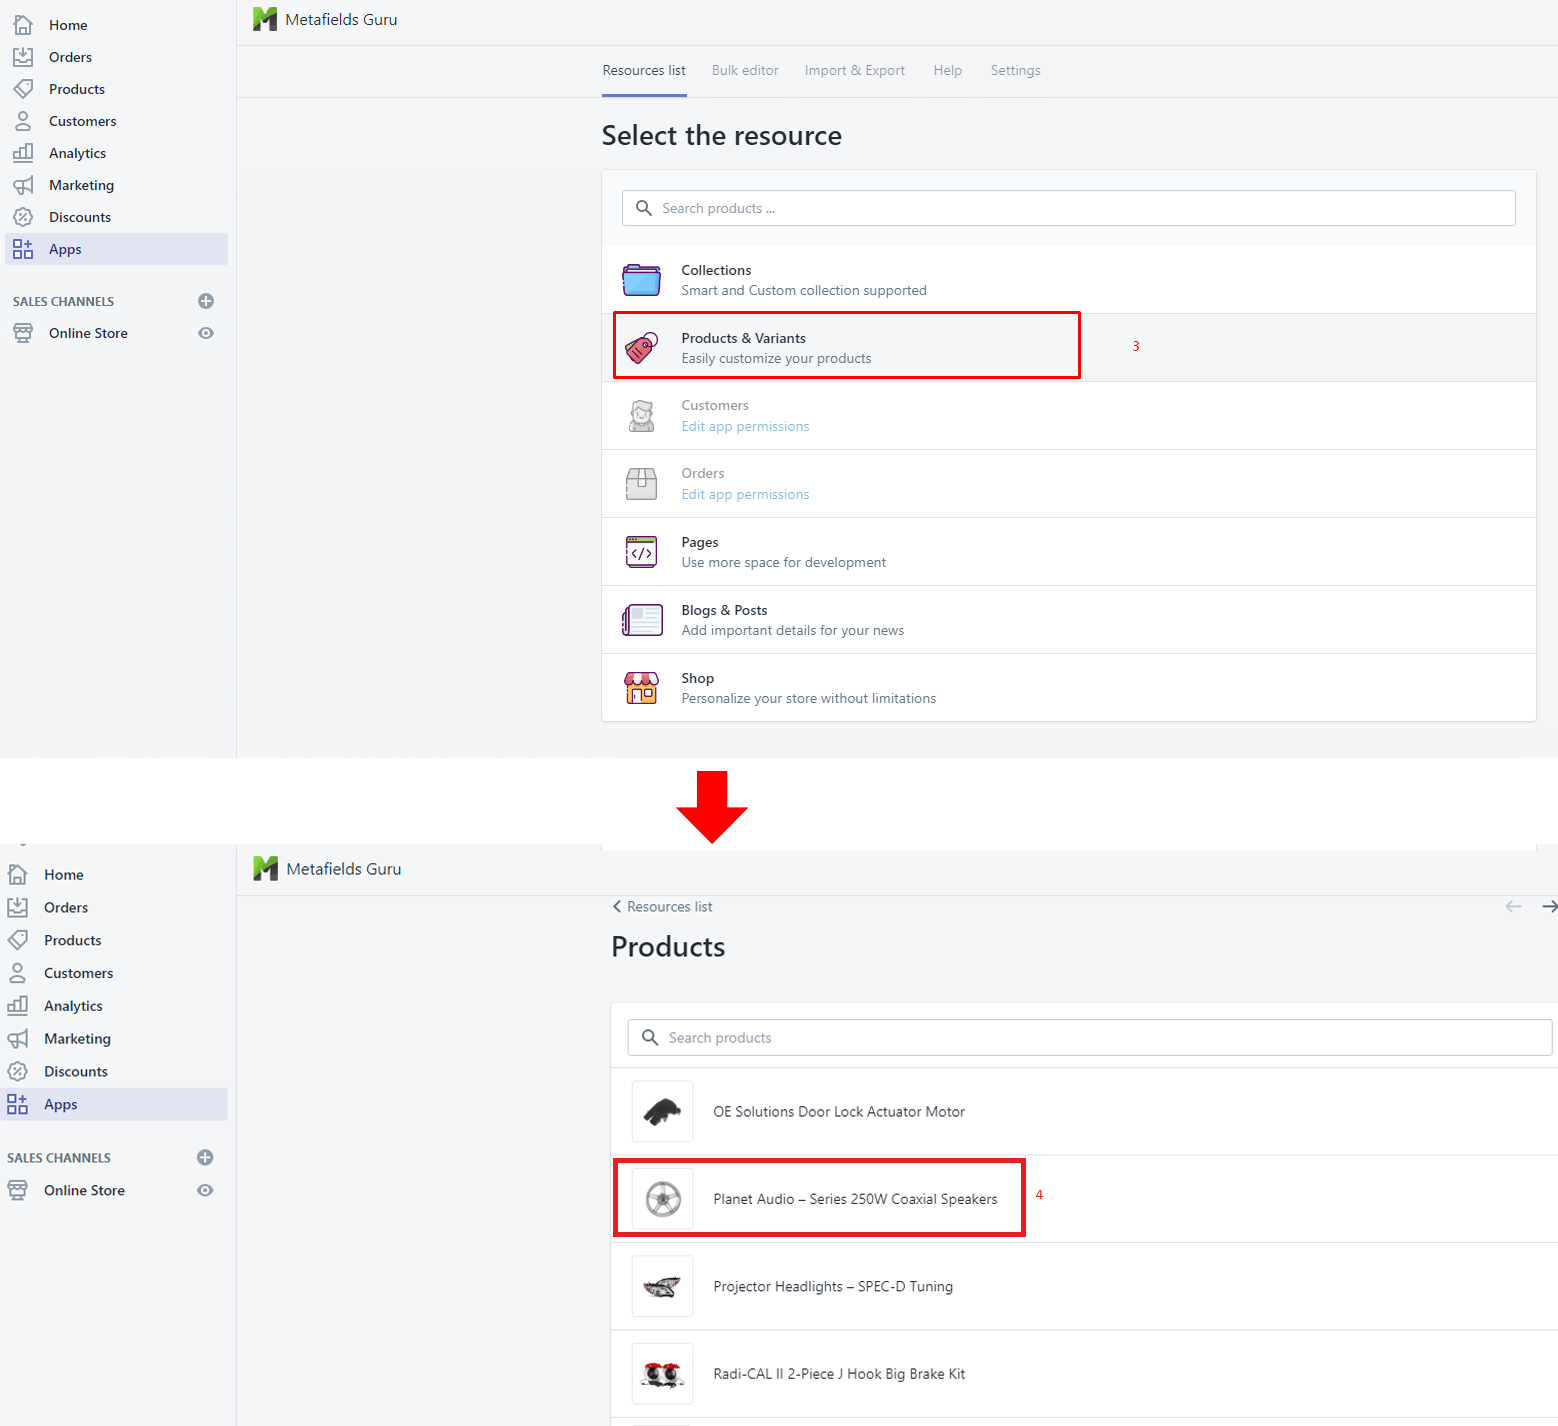 Home
Orders
Products
Customers
Analytics
Marketing
Discounts
Apps
SALES CHANNELS
Online Store
Metafields Guru
Resources list Bulk editor Import & Export Help Settings
Select the resource
Search products ...
Collections
Smart and Custom collection supported
Products & Variants
Easily customize your products
3
Customers
Edit app permissions
Orders
Edit app permissions
Pages
Use more space for development
Blogs & Posts
Add important details for your news
Shop
Personalize your store without limitations
Home
Orders
Products
Customers
Analytics
Marketing
Discounts
Apps
SALES CHANNELS
Online Store
Metafields Guru
Resources list
Products
Search products
OE Solutions Door Lock Actuator Motor
Planet Audio – Series 250W Coaxial Speakers
4
Projector Headlights – SPEC-D Tuning
Radi-CAL II 2-Piece J Hook Big Brake Kit